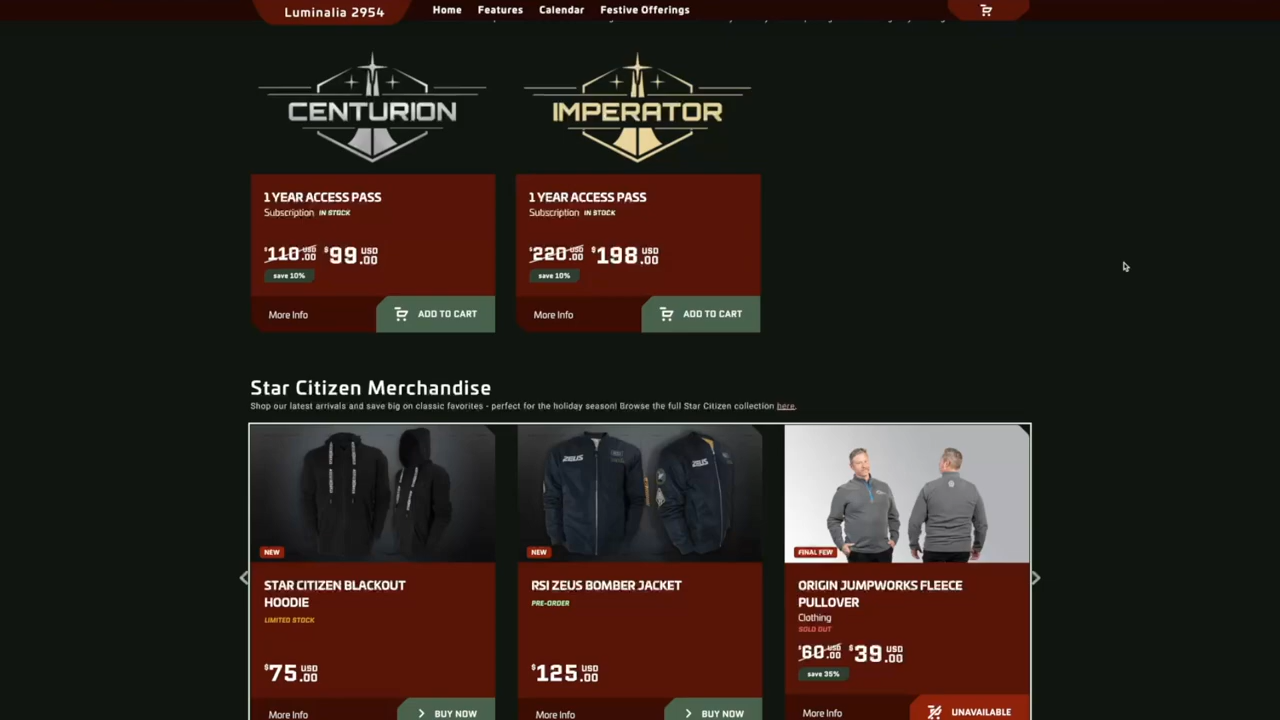 Luminalia 2954
Home Features Calendar Festive Offerings
CENTURION
IMPERATOR
1 YEAR ACCESS PASS
Subscription IN STOCK
$110 USD .00 $99 USD .00
save 10%
More Info
ADD TO CART
1 YEAR ACCESS PASS
Subscription IN STOCK
$220 USD .00 $198 USD .00
save 10%
More Info
ADD TO CART
Star Citizen Merchandise
Shop our latest arrivals and save big on classic favorites - perfect for the holiday season! Browse the full Star Citizen collection here.
NEW
STAR CITIZEN BLACKOUT
HOODIE
LIMITED STOCK
$75 USD .00
More Info
BUY NOW
ZEUS
ZEUS
NEW
RSI ZEUS BOMBER JACKET
PRE-ORDER
$125 USD .00
More Info
BUY NOW
FINAL FEW
ORIGIN JUMPWORKS FLEECE
PULLOVER
Clothing
SOLD OUT
$60 USD .00 $39 USD .00
save 35%
More Info
UNAVAILABLE